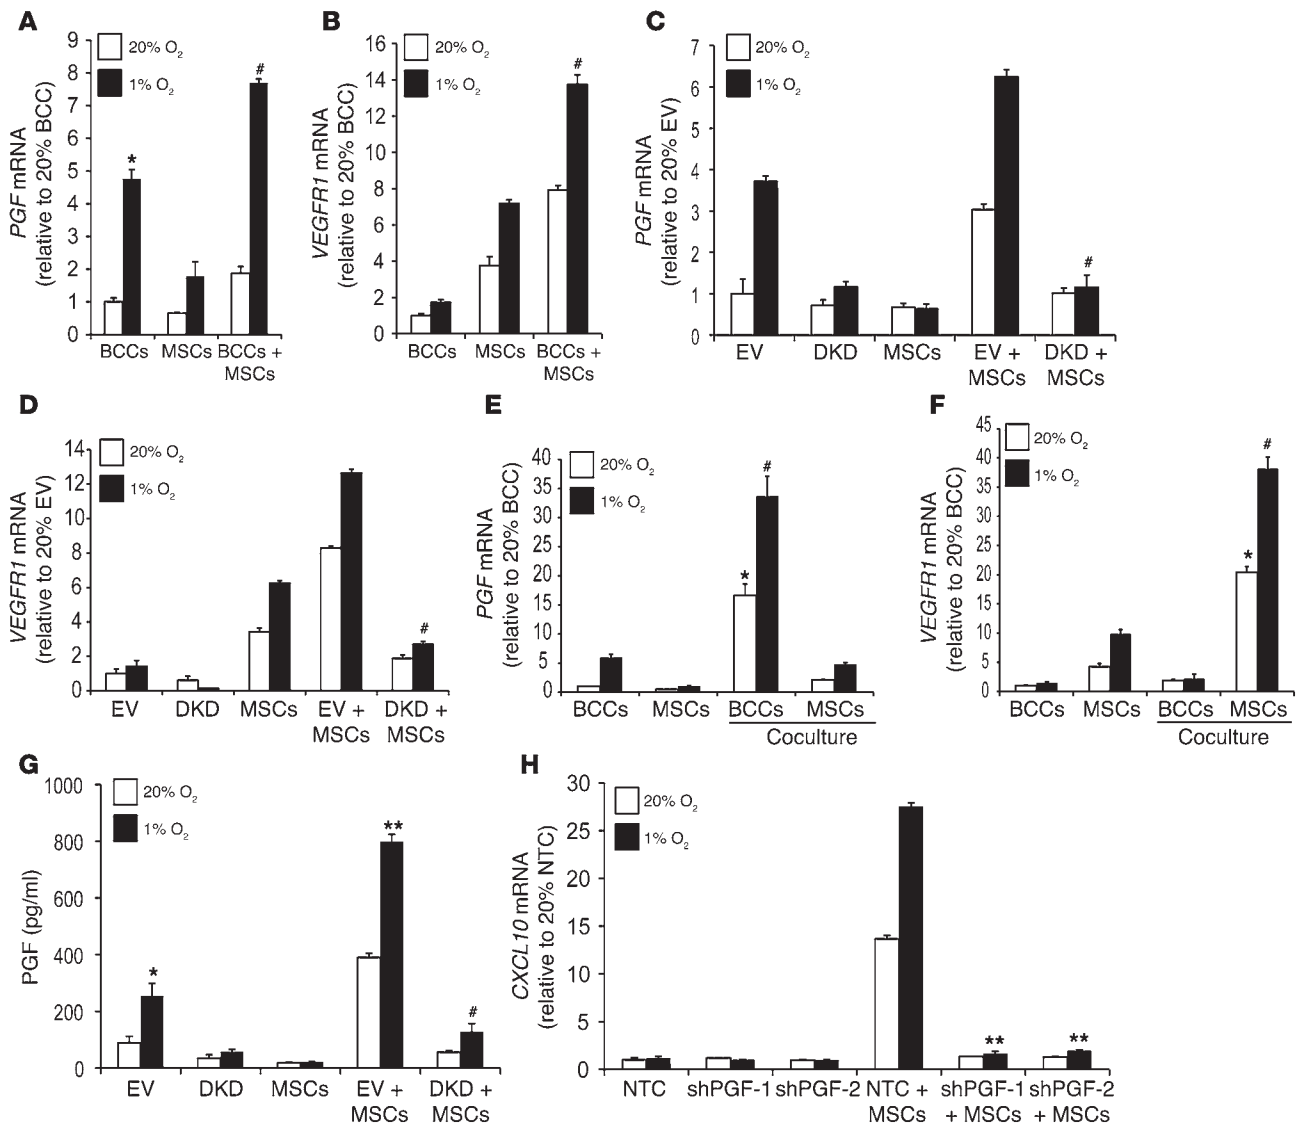 A
PGF mRNA
(relative to 20% BCC)
9
8
7
6
5
4
3
2
1
0
20% O2
1% O2
*
#
BCCs MSCs BCCs +
MSCs
B
VEGFR1 mRNA
(relative to 20% BCC)
16
14
12
10
8
6
4
2
0
20% O2
1% O2
#
BCCs MSCs BCCs +
MSCs
C
PGF mRNA
(relative to 20% EV)
7
6
5
4
3
2
1
0
20% O2
1% O2
#
EV DKD MSCs EV + DKD +
MSCs MSCs
D
VEGFR1 mRNA
(relative to 20% EV)
14
12
10
8
6
4
2
0
20% O2
1% O2
#
EV DKD MSCs EV + DKD +
MSCs MSCs
E
PGF mRNA
(relative to 20% BCC)
40
35
30
25
20
15
10
5
0
20% O2
1% O2
*
#
BCCs MSCs BCCs MSCs
Coculture
F
VEGFR1 mRNA
(relative to 20% BCC)
45
40
35
30
25
20
15
10
5
0
20% O2
1% O2
*
#
BCCs MSCs BCCs MSCs
Coculture
G
PGF (pg/ml)
1000
800
600
400
200
0
20% O2
1% O2
*
**
#
EV DKD MSCs EV + DKD +
MSCs MSCs
H
CXCL10 mRNA
(relative to 20% NTC)
30
25
20
15
10
5
0
20% O2
1% O2
**
**
NTC shPGF-1 shPGF-2 NTC + shPGF-1 shPGF-2
MSCs + MSCs + MSCs